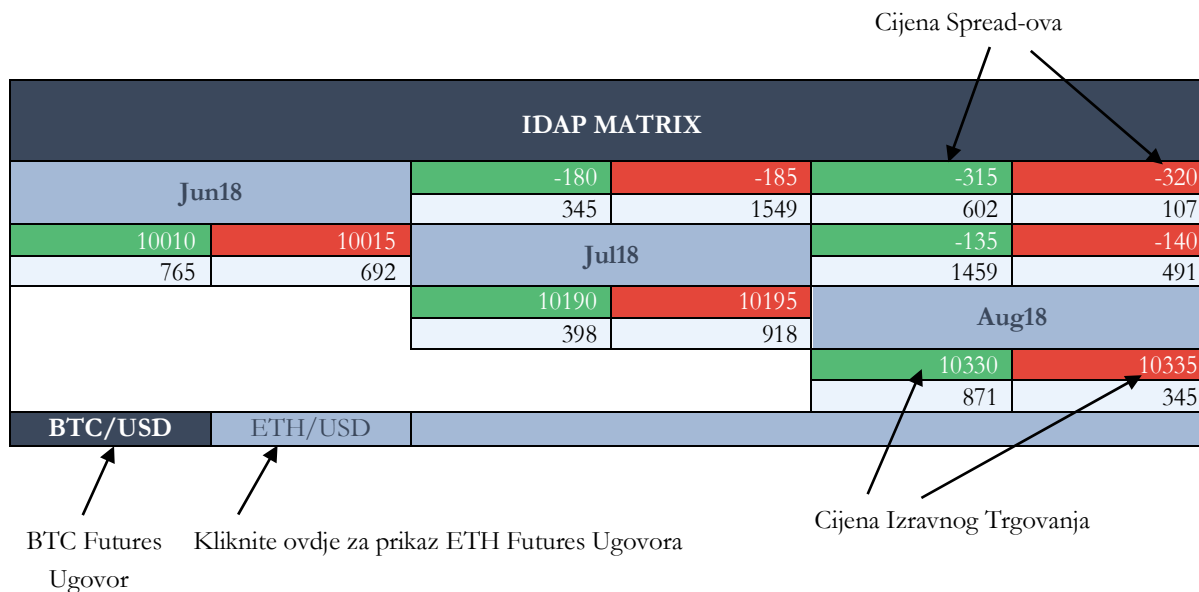 Cijena Spread-ova
IDAP MATRIX
Jun18 -180 -185 -315 -320
345 1549 602 107
10010 10015 Jul18 -135 -140
765 692 1459 491
10190 10195 Aug18
398 918
10330 10335
871 345
BTC/USD ETH/USD
Cijena Izravnog Trgovanja
BTC Futures Kliknite ovdje za prikaz ETH Futures Ugovora
Ugovor